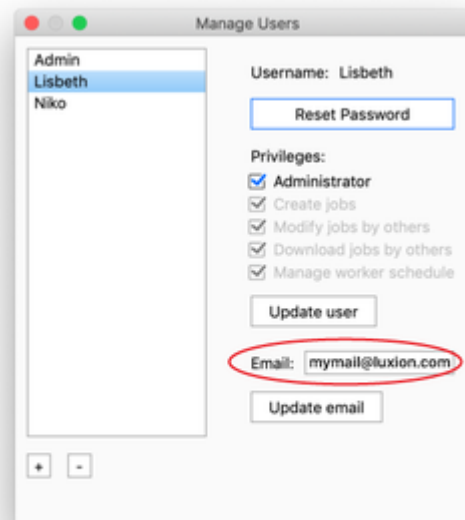 Manage Users
Admin
Lisbeth
Niko
Username: Lisbeth
Reset Password
Privileges:
Administrator
Create jobs
Modify jobs by others
Download jobs by others
Manage worker schedule
Update user
Email: mymail@luxion.com
Update email
+ -